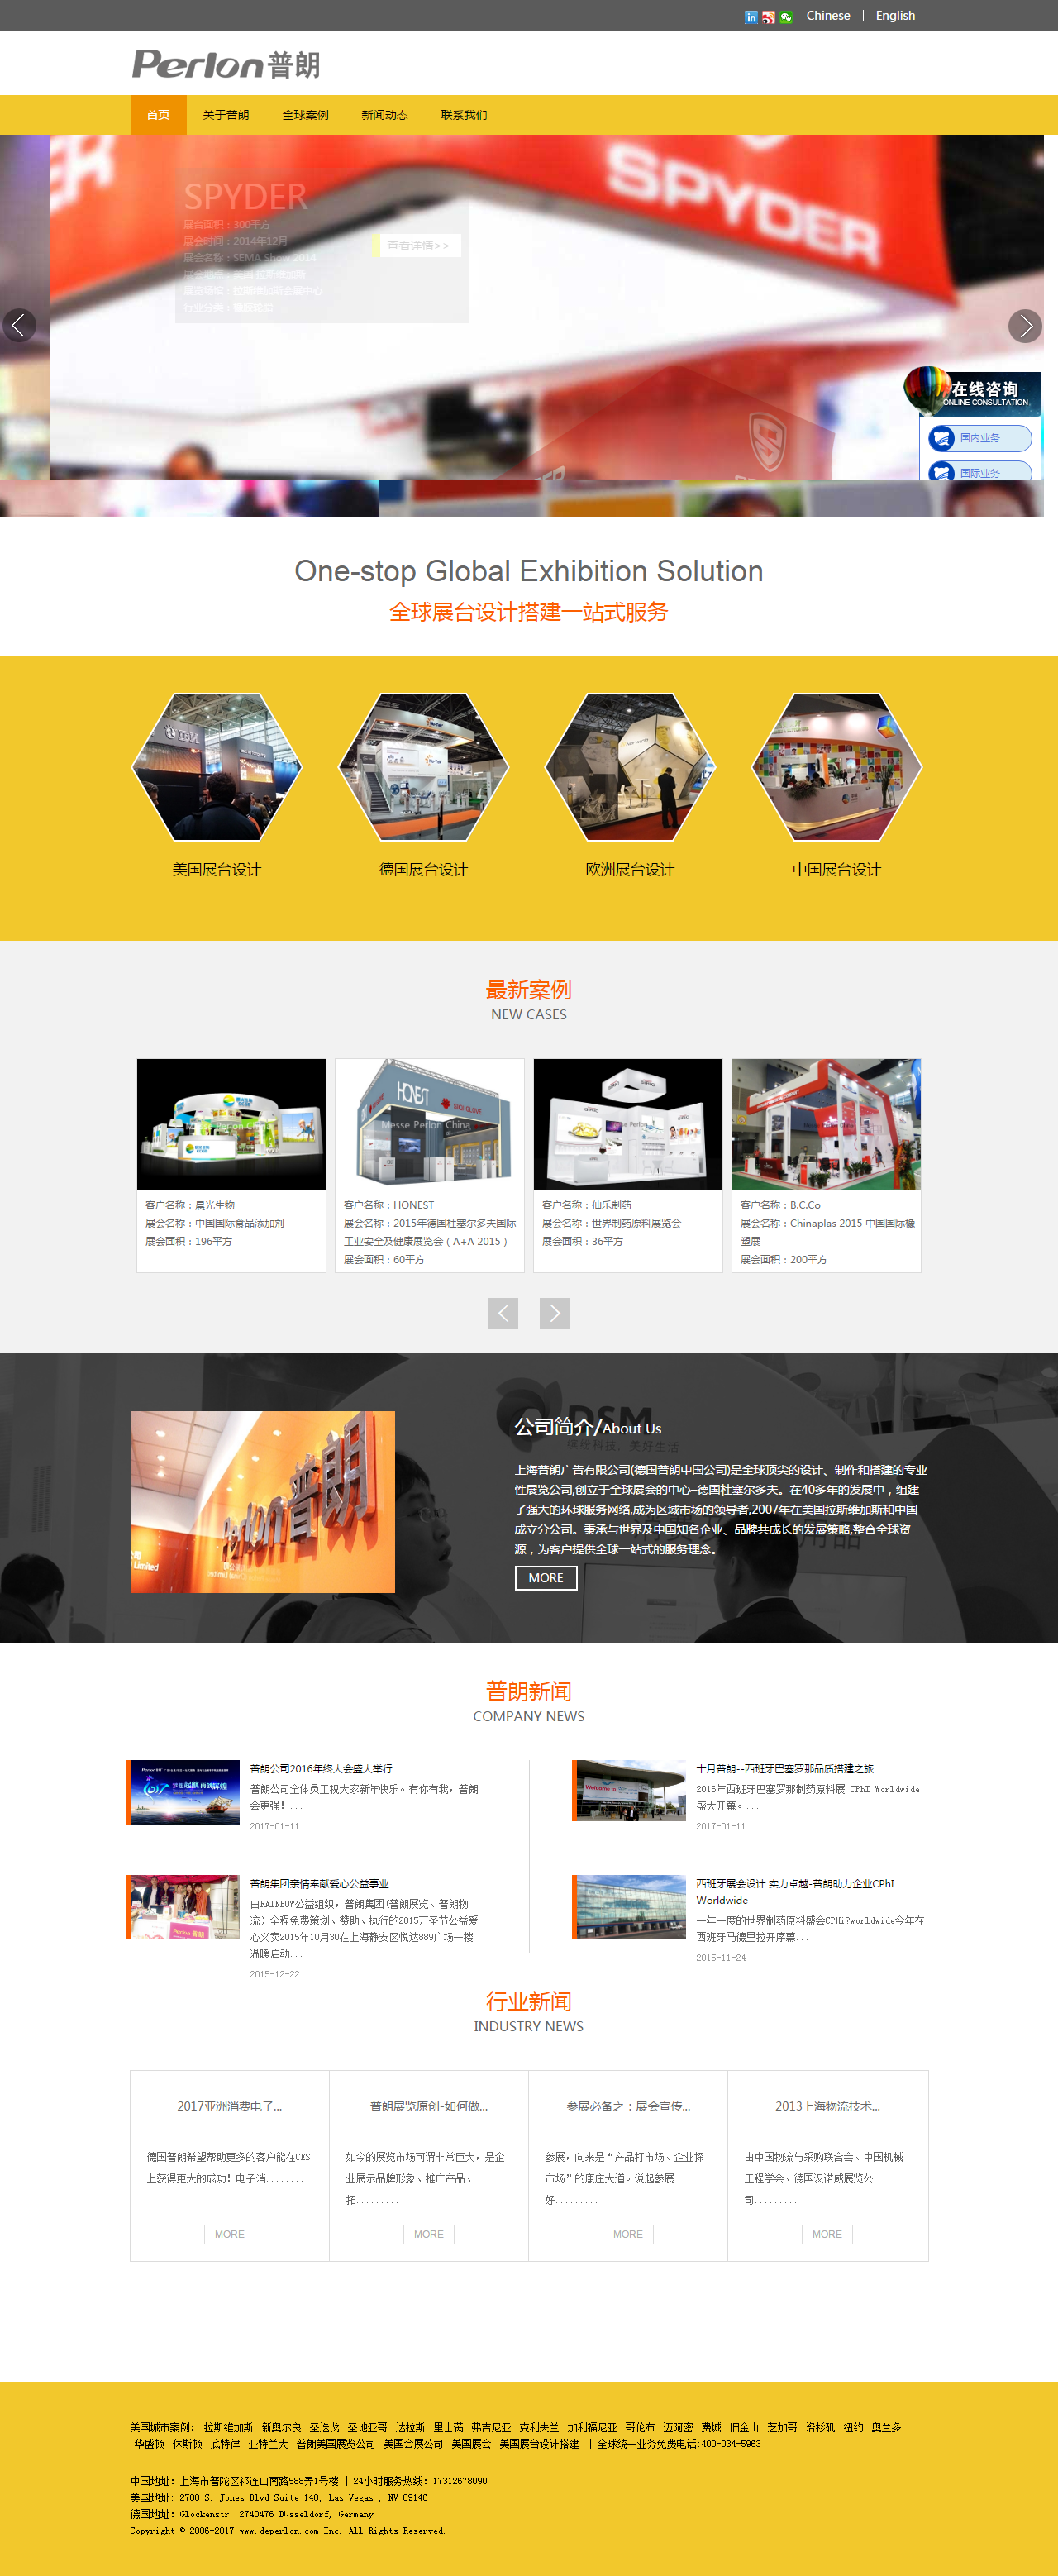 Chinese | English
Perlon普朗
首页 关于普朗 全球案例 新闻动态 联系我们
SPYDER
SPYDER
展台面积：300平方
展会时间：2014年12月
展会名称：SEMA Show 2014
查看详情>>
在线咨询
ONLINE CONSULTATION
国内业务
国际业务
One-stop Global Exhibition Solution
全球展台设计搭建一站式服务
IBM
美国展台设计 德国展台设计 欧洲展台设计 中国展台设计
最新案例
NEW CASES
HONEST
Messe Perlon China
Messe Perlon China
客户名称：晨光生物
展会名称：中国国际食品添加剂
展会面积：196平方
客户名称：HONEST
展会名称：2015年德国杜塞尔多夫国际
工业安全及健康展览会（A+A 2015）
展会面积：60平方
客户名称：仙乐制药
展会名称：世界制药原料展览会
展会面积：36平方
客户名称：B.C.Co
展会名称：Chinaplas 2015 中国国际橡
塑展
展会面积：200平方
DSM
公司简介/About Us
上海普朗广告有限公司(德国普朗中国公司)是全球顶尖的设计、制作和搭建的专业
性展览公司,创立于全球展会的中心--德国杜塞尔多夫。在40多年的发展中，组建
了强大的环球服务网络,成为区域市场的领导者,2007年在美国拉斯维加斯和中国
成立分公司。秉承与世界及中国知名企业、品牌共成长的发展策略,整合全球资
源，为客户提供全球一站式的服务理念。
MORE
普朗新闻
COMPANY NEWS
普朗公司2016年终大会盛大举行
普朗公司全体员工祝大家新年快乐。有你有我，普朗
会更强！...
2017-01-11
十月普朗--西班牙巴塞罗那品质搭建之旅
2016年西班牙巴塞罗那制药原料展 CPhI Worldwide
盛大开幕。...
2017-01-11
普朗集团亲情奉献爱心公益事业
由RAINBOW公益组织，普朗集团(普朗展览、普朗物
流）全程免费策划、赞助、执行的2015万圣节公益爱
心义卖2015年10月30在上海静安区悦达889广场一楼
温暖启动...
2015-12-22
西班牙展会设计 实力卓越-普朗助力企业CPhI
Worldwide
一年一度的世界制药原料盛会CPHi?worldwide今年在
西班牙马德里拉开序幕...
2015-11-24
行业新闻
INDUSTRY NEWS
2017亚洲消费电子...
德国普朗希望帮助更多的客户能在CES
上获得更大的成功！电子消.........
MORE
普朗展览原创-如何做...
如今的展览市场可谓非常巨大，是企
业展示品牌形象、推广产品、
拓.........
MORE
参展必备之：展会宣传...
参展，向来是“产品打市场、企业探
市场”的康庄大道。说起参展
好.........
MORE
2013上海物流技术...
由中国物流与采购联合会、中国机械
工程学会、德国汉诺威展览公
司.........
MORE
美国城市案例： 拉斯维加斯 新奥尔良 圣迭戈 圣地亚哥 达拉斯 里士满 弗吉尼亚 克利夫兰 加利福尼亚 哥伦布 迈阿密 费城 旧金山 芝加哥 洛杉矶 纽约 奥兰多
华盛顿 休斯顿 底特律 亚特兰大 普朗美国展览公司 美国会展公司 美国展会 美国展台设计搭建 | 全球统一业务免费电话:400-034-5963
中国地址: 上海市普陀区祁连山南路588弄1号楼 | 24小时服务热线: 17312678090
美国地址: 2780 S. Jones Blvd Suite 140, Las Vegas , NV 89146
德国地址: Glockenstr. 2740476 Düsseldorf, Germany
Copyright © 2006-2017 www.deperlon.com Inc. All Rights Reserved.